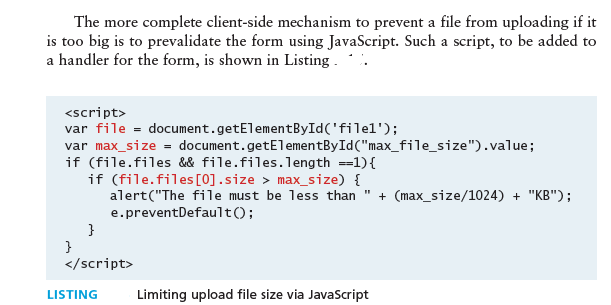 The more complete client-side mechanism to prevent a file from uploading if it
is too big is to prevalidate the form using JavaScript. Such a script, to be added to
a handler for the form, is shown in Listing
<script>
var file = document.getElementById('file1');
var max_size = document.getElementById("max_file_size").value;
if (file.files && file.files.length ==1){
if (file.files[0].size > max_size) {
alert("The file must be less than " + (max_size/1024) + "KB");
e.preventDefault();
}
}
</script>
LISTING Limiting upload file size via JavaScript